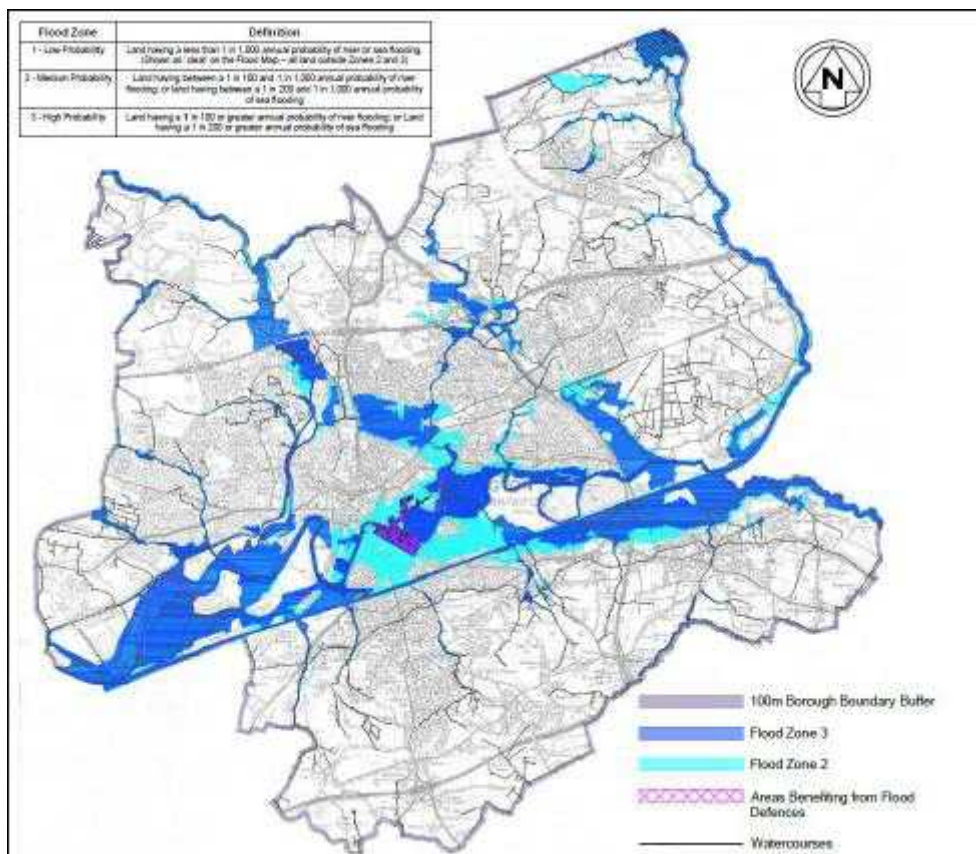 Flood Zone
Definition
1 - Low Probability
Land having a less than 1 in 1,000 annual probability of river or sea flooding.
(Shown as 'clear' on the Flood Map – all land outside Zones 2 and 3)
2 - Medium Probability
Land having between a 1 in 100 and 1 in 1,000 annual probability of river
flooding; or land having between a 1 in 200 and 1 in 1,000 annual probability
of sea flooding
3 - High Probability
Land having a 1 in 100 or greater annual probability of river flooding; or Land
having a 1 in 200 or greater annual probability of sea flooding
N
100m Borough Boundary Buffer
Flood Zone 3
Flood Zone 2
Areas Benefiting from Flood
Defences
Watercourses